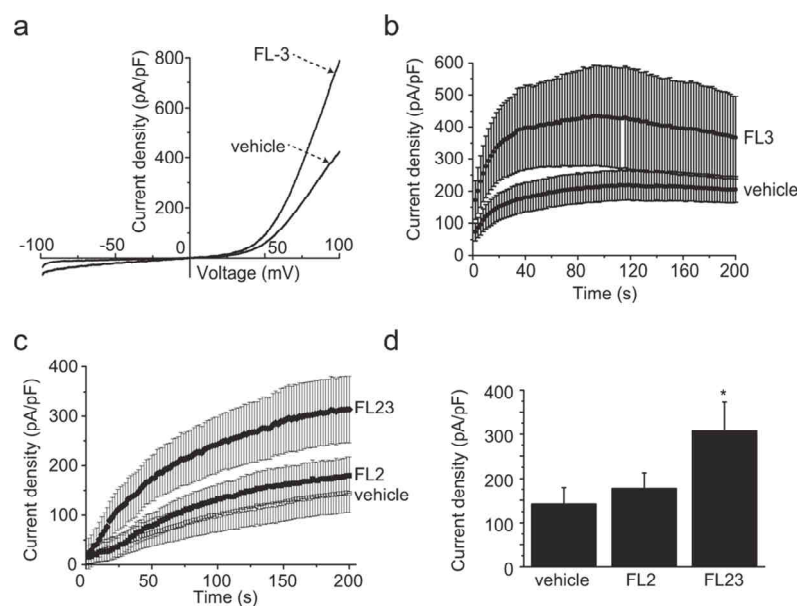 a
FL-3
vehicle
Current density (pA/pF)
800
600
400
200
0
-100
-50
0
50
100
Voltage (mV)
b
Current density (pA/pF)
600
500
400
300
200
100
0
0
40
80
120
160
200
Time (s)
FL3
vehicle
c
Current density (pA/pF)
400
300
200
100
0
0
50
100
150
200
Time (s)
FL23
FL2
vehicle
d
Current density (pA/pF)
400
300
200
150
100
0
*
vehicle
FL2
FL23